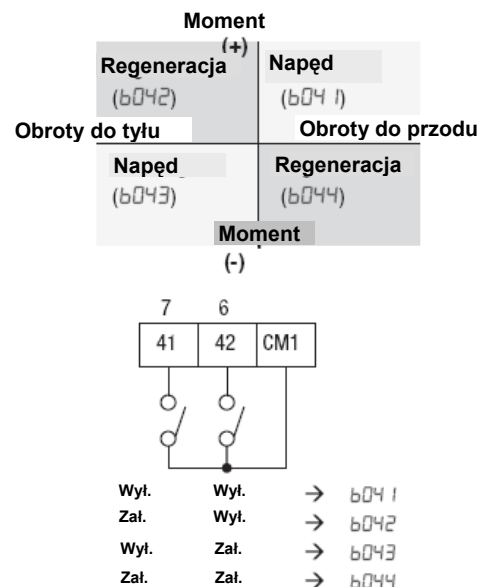 Moment
(+)
Regeneracja Napęd
(b042) (b041)
Obroty do tyłu Obroty do przodu
Napęd Regeneracja
(b043) (b044)
Moment
(-)
7 6
41 42 CM1
Wył. Wył. → b041
Zał. Wył. → b042
Wył. Zał. → b043
Zał. Zał. → b044